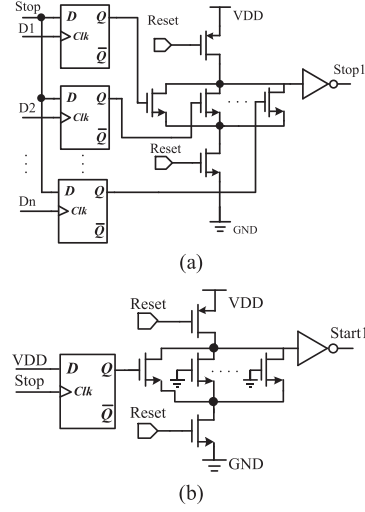 Stop
D Q
D1
Clk
Q
Reset
VDD
D2
D Q
Clk
Q
. . . .
Stop1
Reset
Dn
D Q
Clk
Q
GND
(a)
Reset
VDD
VDD
Stop
D Q
Clk
Q
. . . .
Start1
Reset
GND
(b)